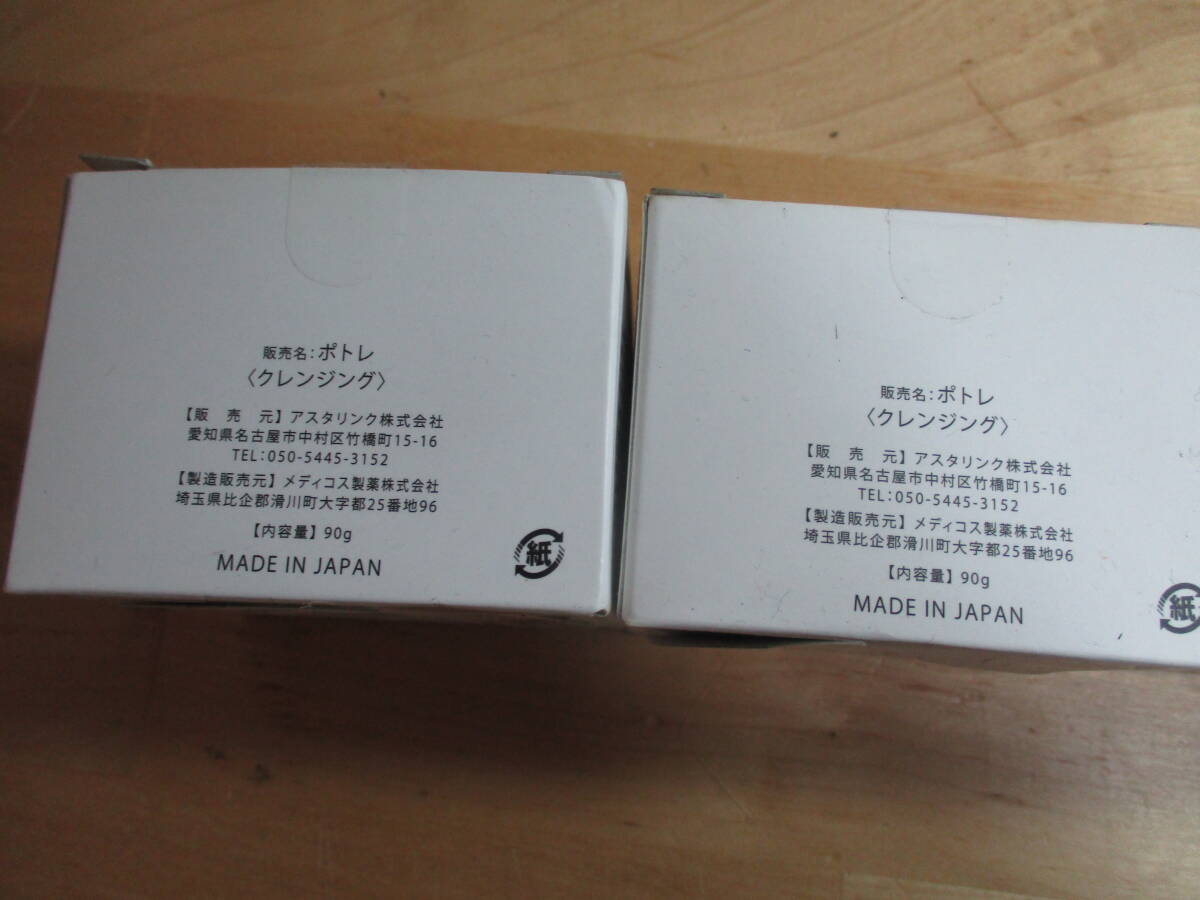 販売名：ポトレ
〈クレンジング〉
【販　売　元】アスタリンク株式会社
愛知県名古屋市中村区竹橋町15-16
TEL：050-5445-3152
【製造販売元】メディコス製薬株式会社
埼玉県比企郡滑川町大字都25番地96
【内容量】90g
MADE IN JAPAN
紙
販売名：ポトレ
〈クレンジング〉
【販　売　元】アスタリンク株式会社
愛知県名古屋市中村区竹橋町15-16
TEL：050-5445-3152
【製造販売元】メディコス製薬株式会社
埼玉県比企郡滑川町大字都25番地96
【内容量】90g
MADE IN JAPAN
紙